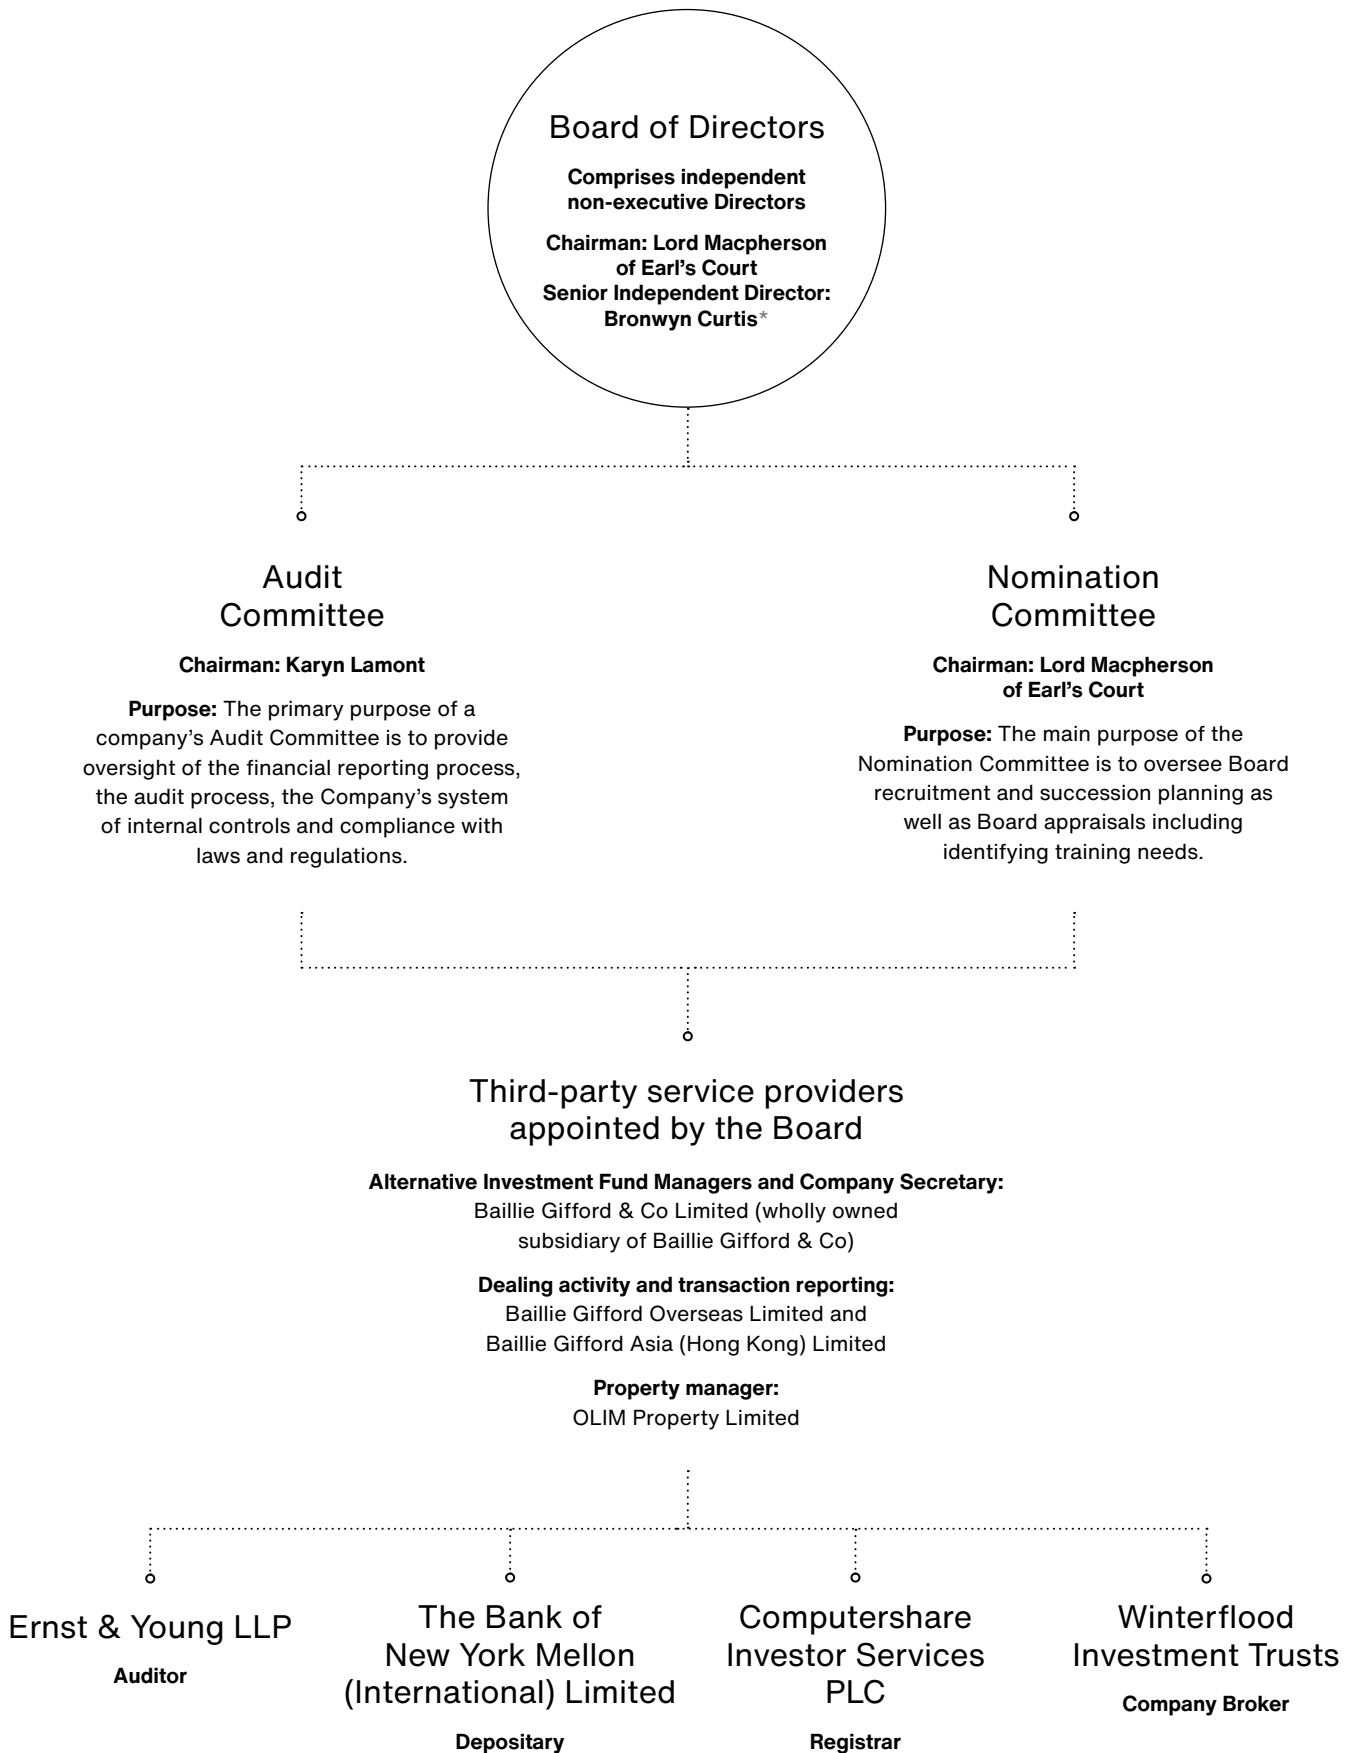 Board of Directors
Comprises independent
non-executive Directors
Chairman: Lord Macpherson
of Earl’s Court
Senior Independent Director:
Bronwyn Curtis*
Audit
Committee
Chairman: Karyn Lamont
Purpose: The primary purpose of a
company’s Audit Committee is to provide
oversight of the financial reporting process,
the audit process, the Company’s system
of internal controls and compliance with
laws and regulations.
Nomination
Committee
Chairman: Lord Macpherson
of Earl’s Court
Purpose: The main purpose of the
Nomination Committee is to oversee Board
recruitment and succession planning as
well as Board appraisals including
identifying training needs.
Third-party service providers
appointed by the Board
Alternative Investment Fund Managers and Company Secretary:
Baillie Gifford & Co Limited (wholly owned
subsidiary of Baillie Gifford & Co)
Dealing activity and transaction reporting:
Baillie Gifford Overseas Limited and
Baillie Gifford Asia (Hong Kong) Limited
Property manager:
OLIM Property Limited
Ernst & Young LLP
Auditor
The Bank of
New York Mellon
(International) Limited
Depositary
Computershare
Investor Services
PLC
Registrar
Winterflood
Investment Trusts
Company Broker